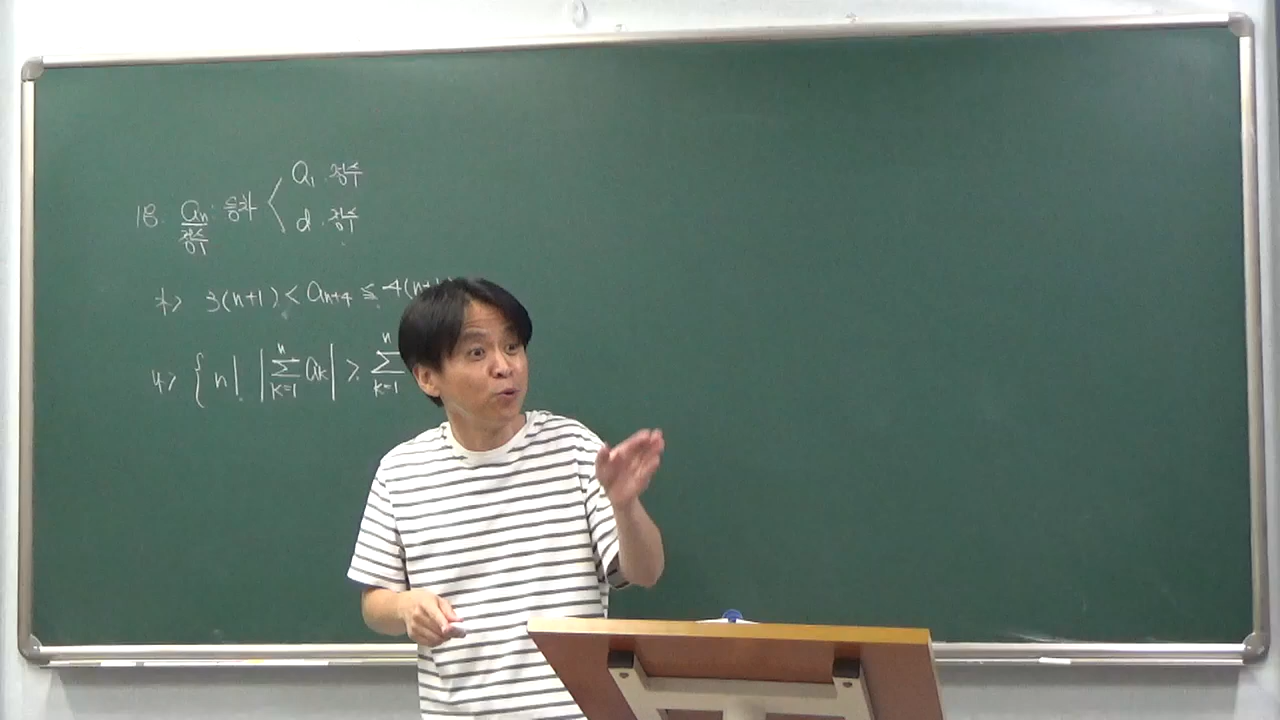 a₁ : 정수
18. aₙ : 등차 <
정수
d : 정수
가> 3(n+1) < aₙ₊₄ ≤ 4(n+1)
나> { n | | ∑ₖ₌₁ⁿ aₖ | > ∑ₖ₌₁ⁿ